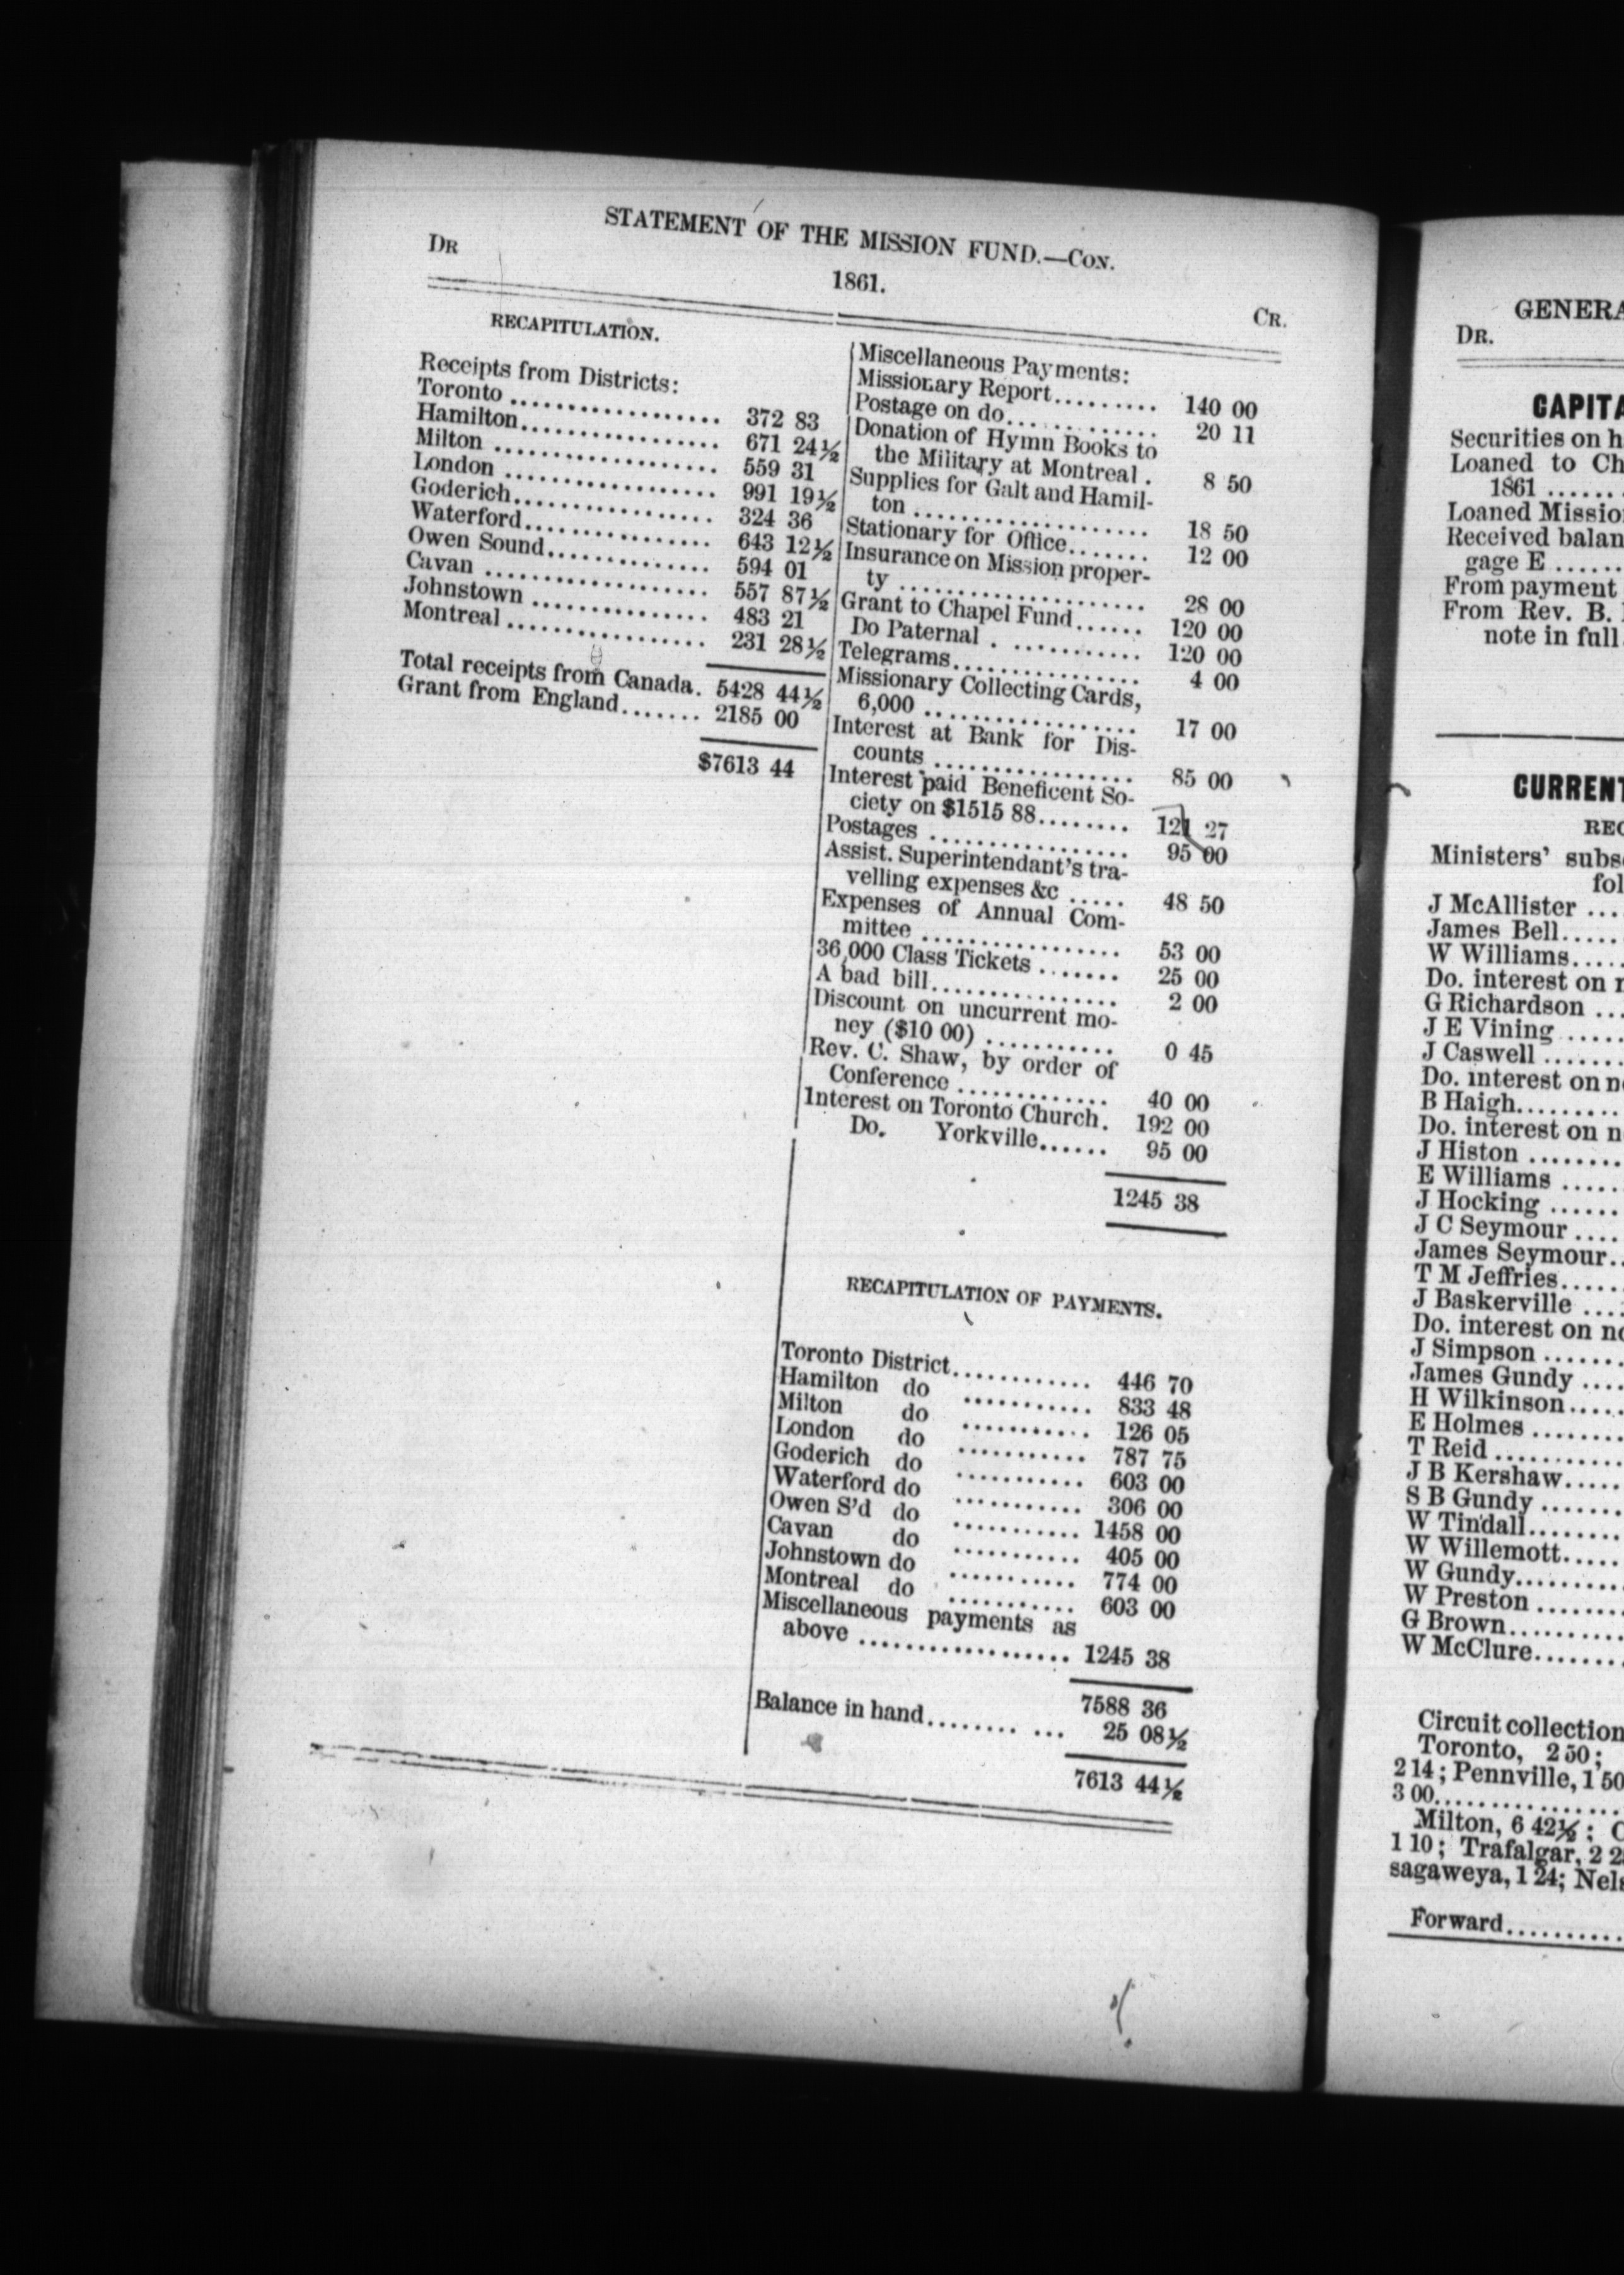 STATEMENT OF THE MISSION FUND.—CON.
DR
1861.
CR.
RECAPITULATION.
Receipts from Districts:
Toronto .................. 372 83
Hamilton................. 671 24½
Milton ................... 559 31
London .................. 991 19½
Goderich................. 324 36
Waterford................ 643 12½
Owen Sound.............. 594 01
Cavan ................... 557 87½
Johnstown ............... 483 21
Montreal ................. 231 28½
Total receipts from Canada. 5428 44½
Grant from England....... 2185 00
$7613 44
Miscellaneous Payments:
Missionary Report......... 140 00
Postage on do............. 20 11
Donation of Hymn Books to
the Military at Montreal . 8 50
Supplies for Galt and Hamil-
ton .................... 18 50
Stationary for Office....... 12 00
Insurance on Mission proper-
ty ..................... 28 00
Grant to Chapel Fund...... 120 00
Do Paternal . ........... 120 00
Telegrams................ 4 00
Missionary Collecting Cards,
6,000 .................. 17 00
Interest at Bank for Dis-
counts ................. 85 00
Interest paid Beneficent So-
ciety on $1515 88........ 121 27
Postages ................. 95 00
Assist. Superintendant's tra-
velling expenses &c ..... 48 50
Expenses of Annual Com-
mittee ................. 53 00
36,000 Class Tickets ....... 25 00
A bad bill................ 2 00
Discount on uncurrent mo-
ney ($10 00) ........... 0 45
Rev. C. Shaw, by order of
Conference ............. 40 00
Interest on Toronto Church. 192 00
Do. Yorkville...... 95 00
1245 38
RECAPITULATION OF PAYMENTS.
Toronto District............ 446 70
Hamilton do ........... 833 48
Milton do ........... 126 05
London do ........... 787 75
Goderich do ........... 603 00
Waterford do ........... 306 00
Owen S'd do ........... 1458 00
Cavan do ........... 405 00
Johnstown do ........... 774 00
Montreal do ........... 603 00
Miscellaneous payments as
above .................. 1245 38
7588 36
Balance in hand........ ... 25 08½
7613 44½
GENERA
DR.
CAPITA
Securities on h
Loaned to Ch
1861 ......
Loaned Missio
Received balan
gage E ......
From payment
From Rev. B.
note in full
CURRENT
REC
Ministers' subs
fol
J McAllister ...
James Bell.....
W Williams....
Do. interest on
G Richardson ...
J E Vining .....
J Caswell ......
Do. interest on n
B Haigh.........
Do. interest on n
J Histon ........
E Williams .....
J Hocking ......
J C Seymour ....
James Seymour..
T M Jeffries.....
J Baskerville ....
Do. interest on no
J Simpson .......
James Gundy ....
H Wilkinson.....
E Holmes ........
T Reid ...........
J B Kershaw.....
S B Gundy .......
W Tindall........
W Willemott.....
W Gundy.........
W Preston .......
G Brown..........
W McClure.......
Circuit collection
Toronto, 2 50;
2 14; Pennville, 1 50
3 00...............
Milton, 6 42½; C
1 10; Trafalgar, 2 2
sagaweya, 1 24; Nels
Forward...........